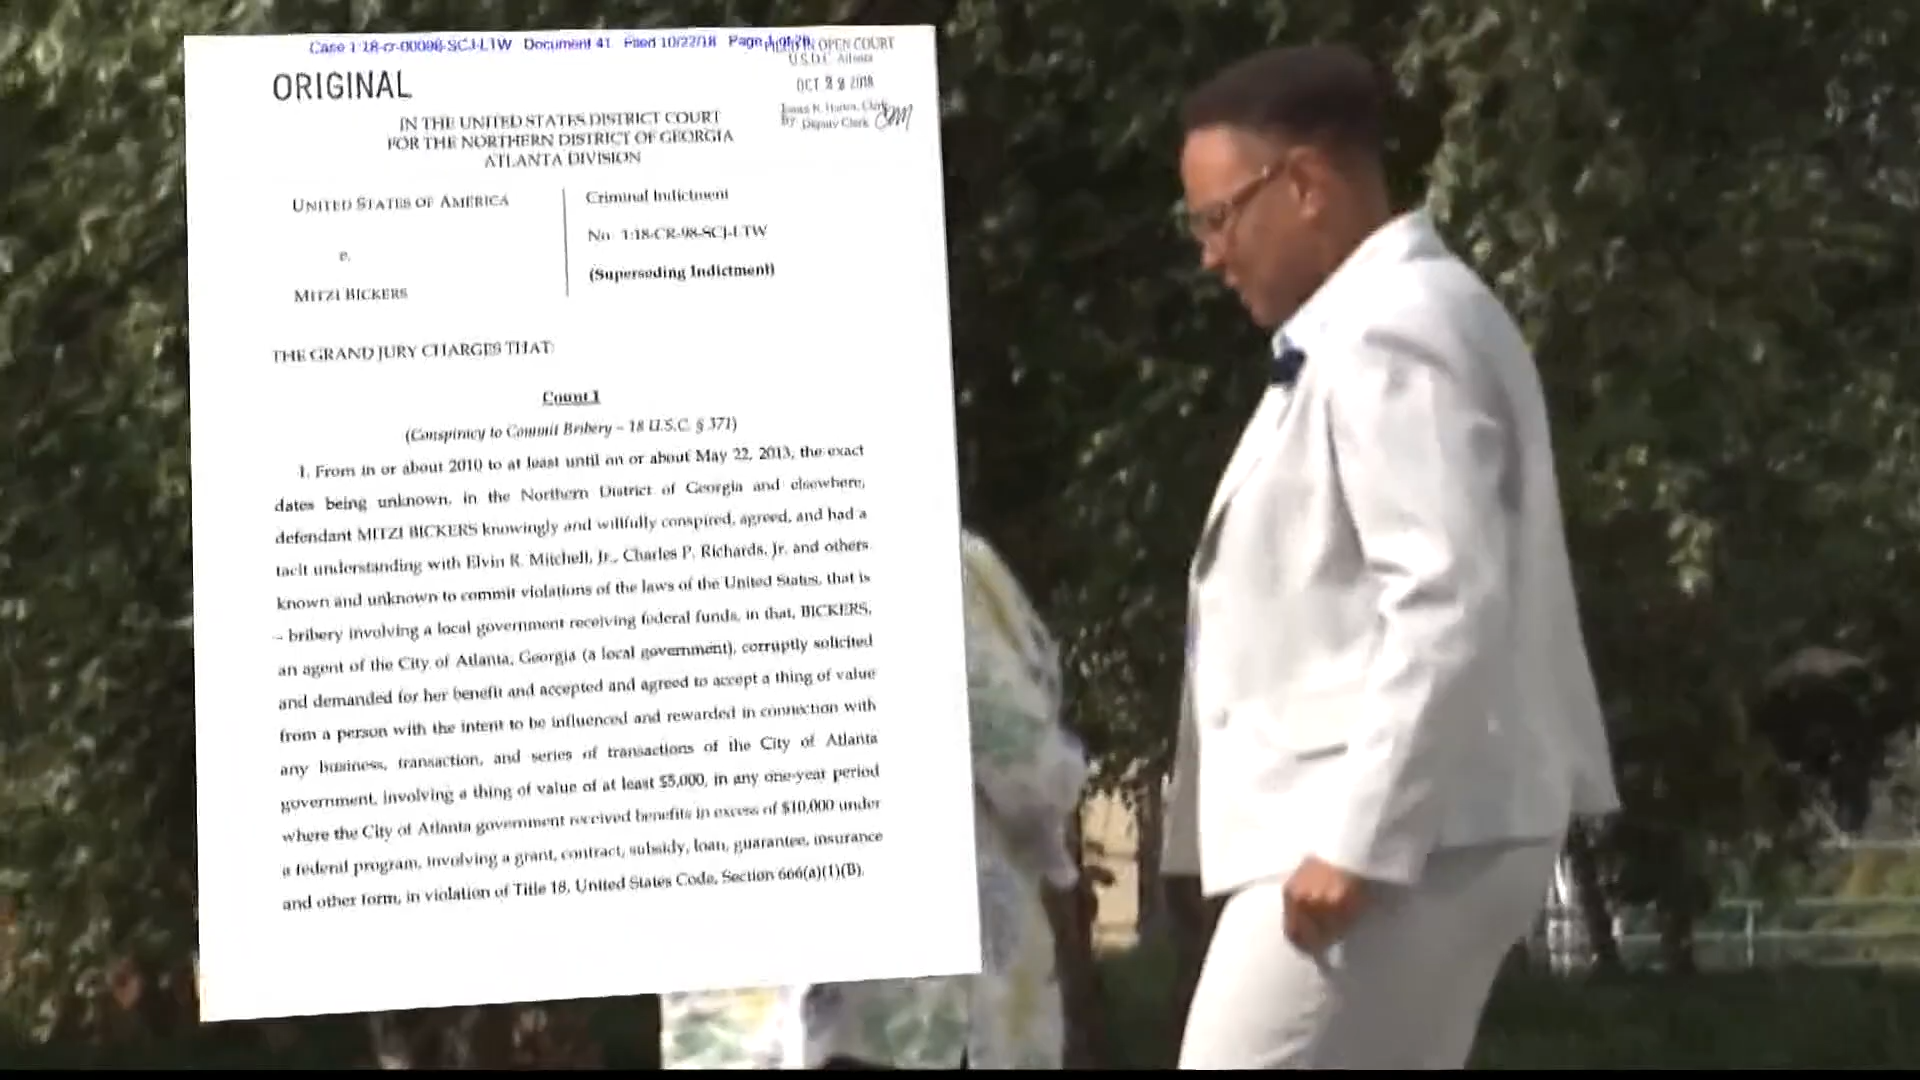 Case 1:18-cr-00098-SCJ-LTW Document 41 Filed 10/22/18 Page 1 of 28
FILED IN OPEN COURT
U.S.D.C. Atlanta
ORIGINAL
OCT 22 2018
James N. Hatten, Clerk
By: Deputy Clerk
IN THE UNITED STATES DISTRICT COURT
FOR THE NORTHERN DISTRICT OF GEORGIA
ATLANTA DIVISION
UNITED STATES OF AMERICA
v.
MITZI BICKERS
Criminal Indictment
No. 1:18-CR-98-SCJ-LTW
(Superseding Indictment)
THE GRAND JURY CHARGES THAT:
Count 1
(Conspiracy to Commit Bribery – 18 U.S.C. § 371)
1. From in or about 2010 to at least until on or about May 22, 2013, the exact
dates being unknown, in the Northern District of Georgia and elsewhere,
defendant MITZI BICKERS knowingly and willfully conspired, agreed, and had a
tacit understanding with Elvin R. Mitchell, Jr., Charles P. Richards, Jr. and others
known and unknown to commit violations of the laws of the United States, that is
– bribery involving a local government receiving federal funds, in that, BICKERS,
an agent of the City of Atlanta, Georgia (a local government), corruptly solicited
and demanded for her benefit and accepted and agreed to accept a thing of value
from a person with the intent to be influenced and rewarded in connection with
any business, transaction, and series of transactions of the City of Atlanta
government, involving a thing of value of at least $5,000, in any one-year period
where the City of Atlanta government received benefits in excess of $10,000 under
a federal program, involving a grant, contract, subsidy, loan, guarantee, insurance
and other form, in violation of Title 18, United States Code, Section 666(a)(1)(B).